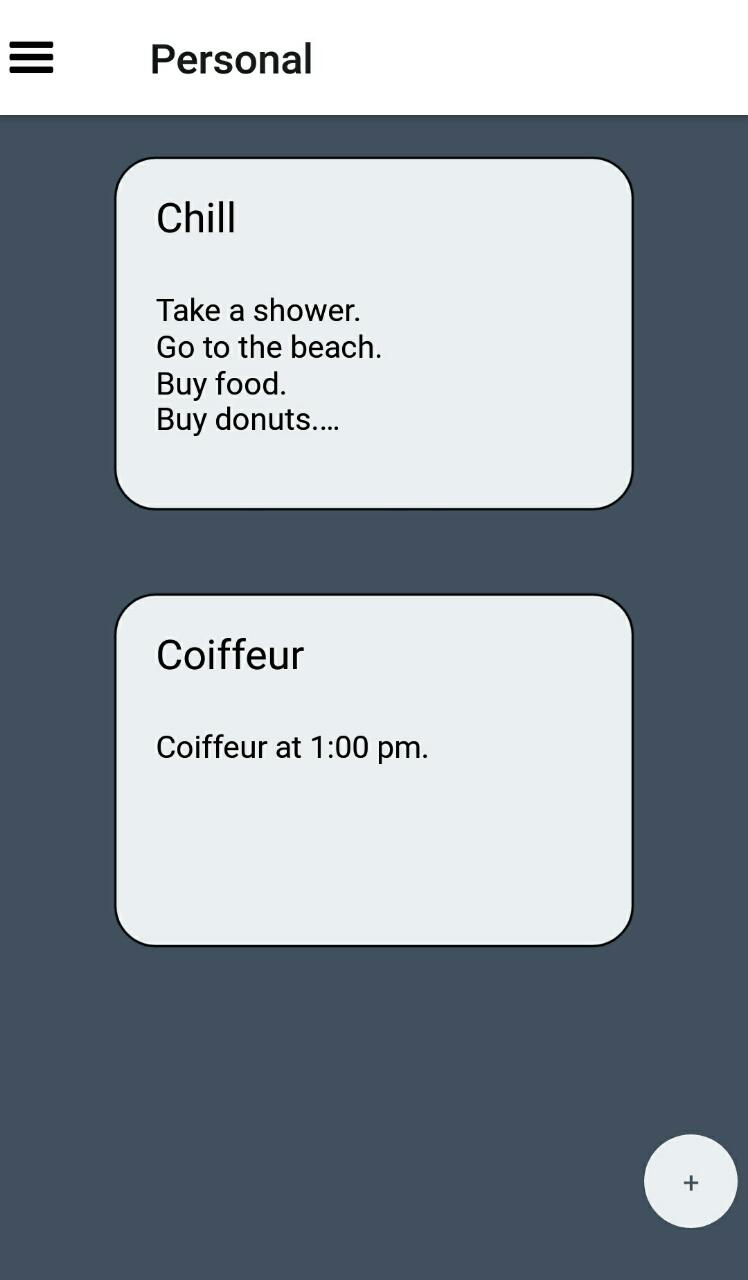 Personal
Chill
Take a shower.
Go to the beach.
Buy food.
Buy donuts.…
Coiffeur
Coiffeur at 1:00 pm.
+